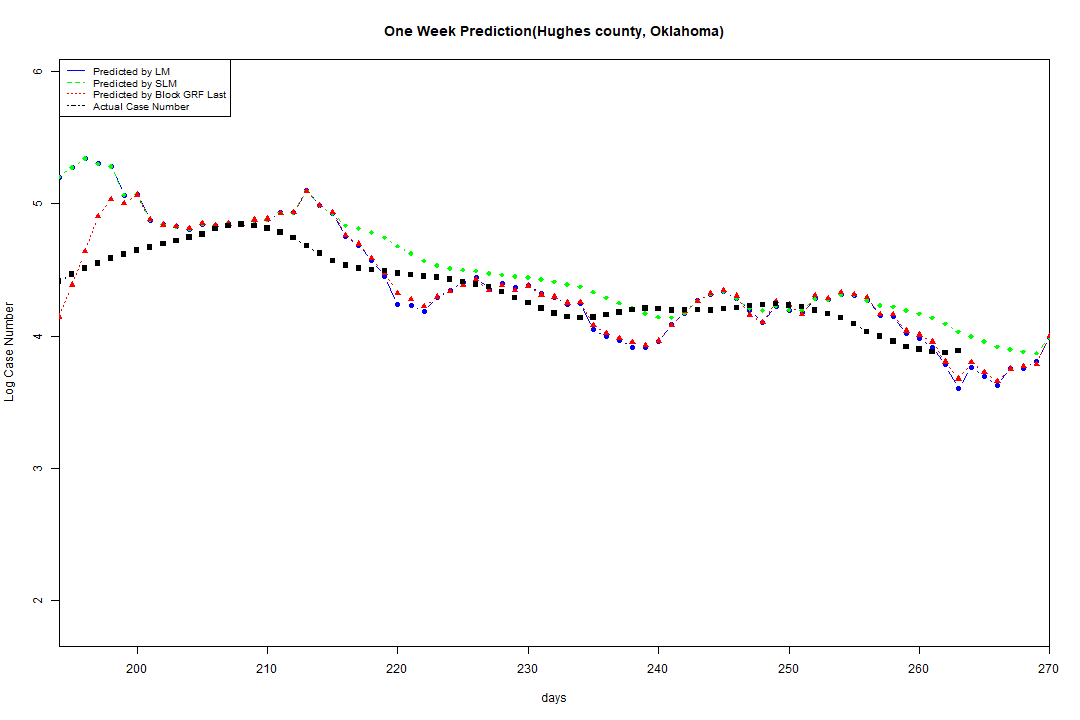 One Week Prediction(Hughes county, Oklahoma)
Predicted by LM
Predicted by SLM
Predicted by Block GRF Last
Actual Case Number
6
5
4
3
2
Log Case Number
200 210 220 230 240 250 260 270
days